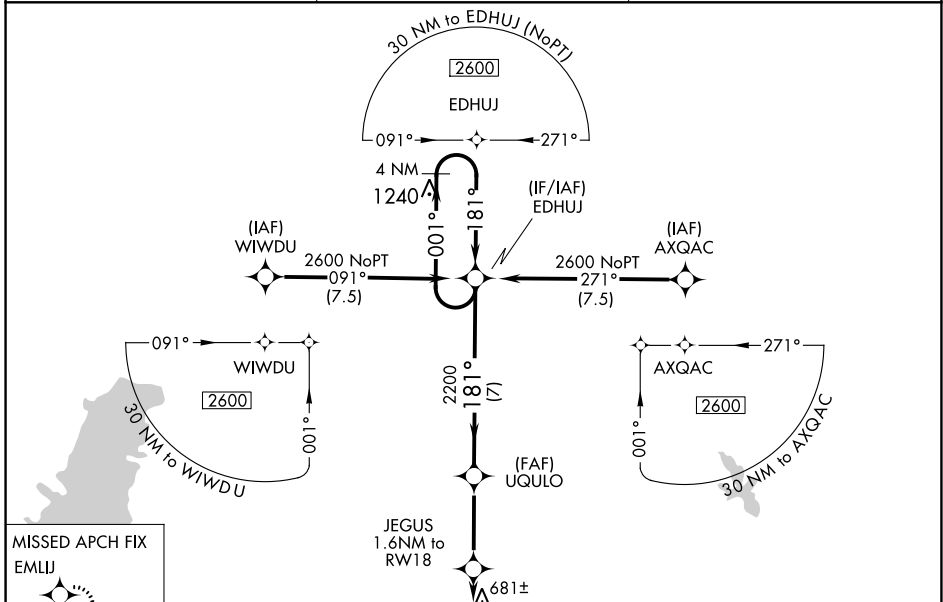 30 NM to EDHUJ (NoPT)
2600
EDHUJ
091°
271°
4 NM
1240
001°
181°
(IF/IAF)
EDHUJ
(IAF)
WIWDU
2600 NoPT
091°
(7.5)
(IAF)
AXQAC
2600 NoPT
271°
(7.5)
091°
WIWDU
2600
001°
30 NM to WIWDU
271°
AXQAC
2600
001°
30 NM to AXQAC
2200
181°
(7)
(FAF)
UQULO
JEGUS
1.6NM to
RW18
681±
MISSED APCH FIX
EMLIJ